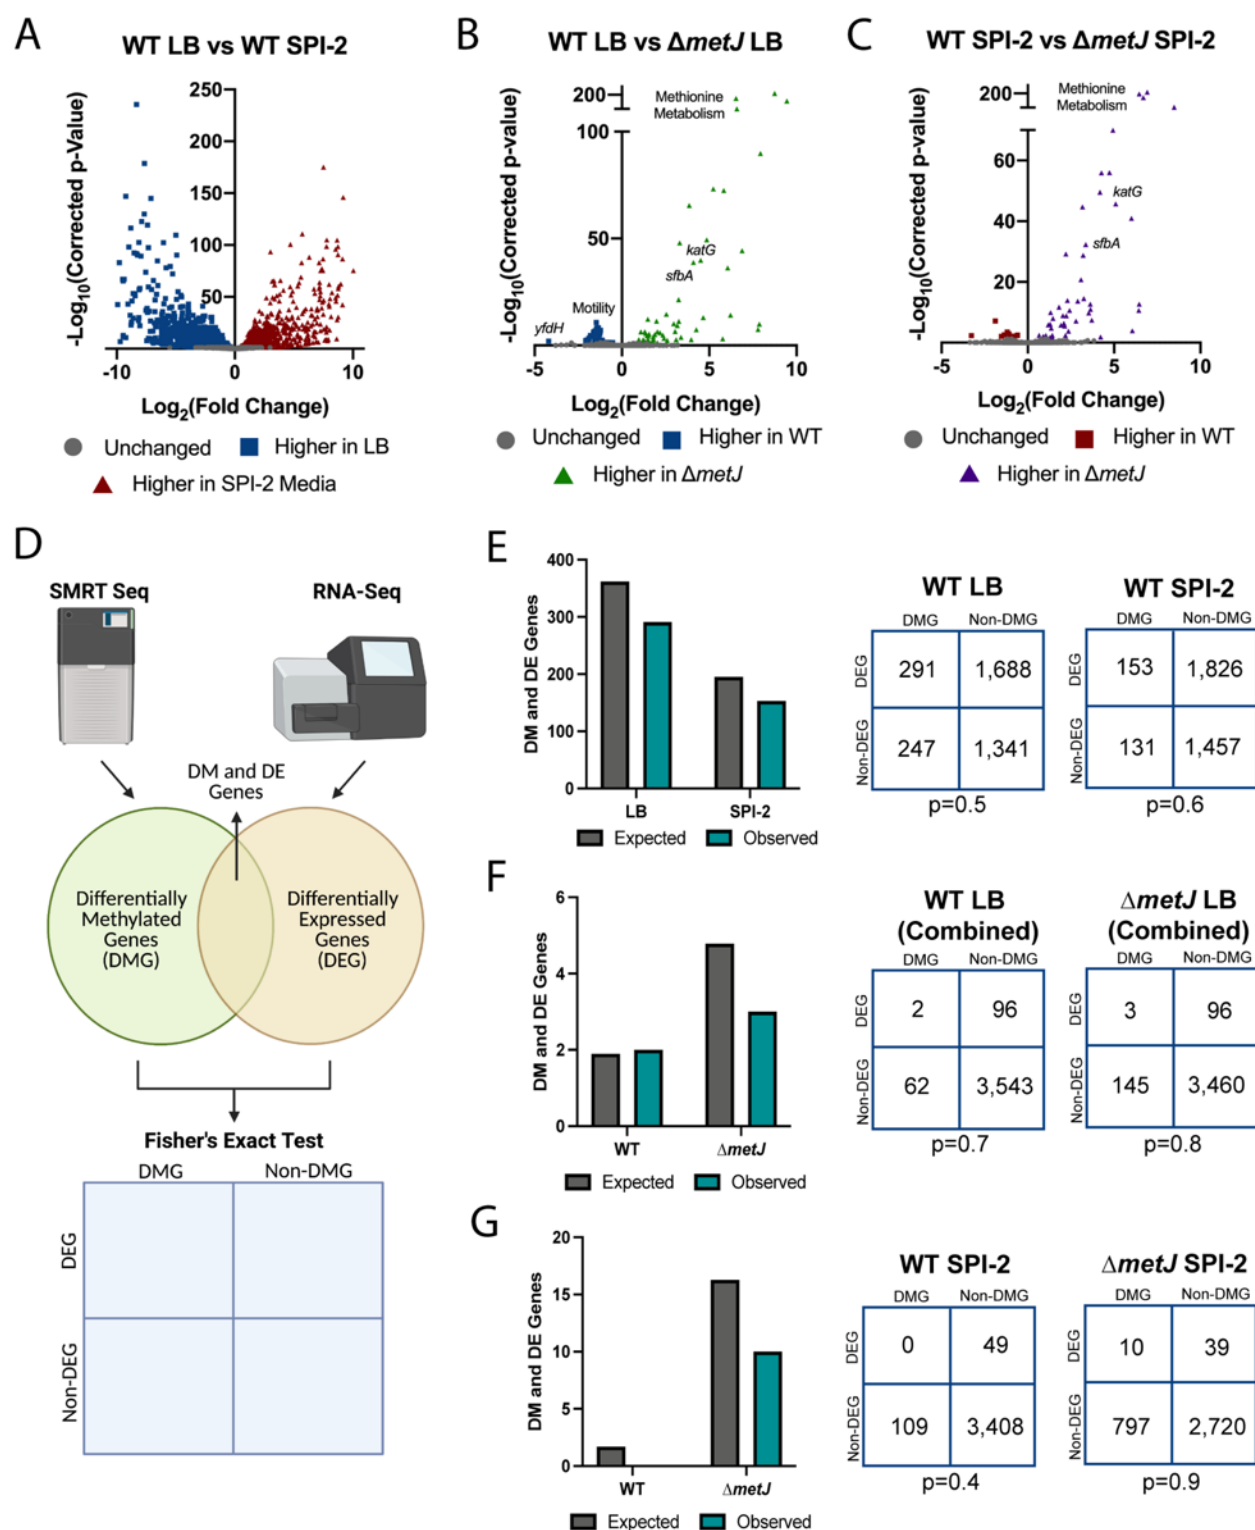 A
WT LB vs WT SPI-2
-Log10(Corrected p-Value)
250
200
150
100
50
-10
0
10
Log2(Fold Change)
Unchanged
Higher in LB
Higher in SPI-2 Media
B
WT LB vs ΔmetJ LB
-Log10(Corrected p-value)
200
100
50
Methionine
Metabolism
katG
sfbA
Motility
yfdH
-5
0
5
10
Log2(Fold Change)
Unchanged
Higher in WT
Higher in ΔmetJ
C
WT SPI-2 vs ΔmetJ SPI-2
-Log10(Corrected p-value)
200
60
40
20
Methionine
Metabolism
katG
sfbA
-5
0
5
10
Log2(Fold Change)
Unchanged
Higher in WT
Higher in ΔmetJ
D
SMRT Seq
RNA-Seq
DM and DE
Genes
Differentially
Methylated
Genes
(DMG)
Differentially
Expressed
Genes
(DEG)
Fisher's Exact Test
DMG
Non-DMG
DEG
Non-DEG
E
DM and DE Genes
400
300
200
100
0
LB
SPI-2
Expected
Observed
WT LB
DMG
Non-DMG
DEG
291
1,688
Non-DEG
247
1,341
p=0.5
WT SPI-2
DMG
Non-DMG
DEG
153
1,826
Non-DEG
131
1,457
p=0.6
F
DM and DE Genes
6
4
2
0
WT
ΔmetJ
Expected
Observed
WT LB
(Combined)
DMG
Non-DMG
DEG
2
96
Non-DEG
62
3,543
p=0.7
ΔmetJ LB
(Combined)
DMG
Non-DMG
DEG
3
96
Non-DEG
145
3,460
p=0.8
G
DM and DE Genes
20
15
10
5
0
WT
ΔmetJ
Expected
Observed
WT SPI-2
DMG
Non-DMG
DEG
0
49
Non-DEG
109
3,408
p=0.4
ΔmetJ SPI-2
DMG
Non-DMG
DEG
10
39
Non-DEG
797
2,720
p=0.9